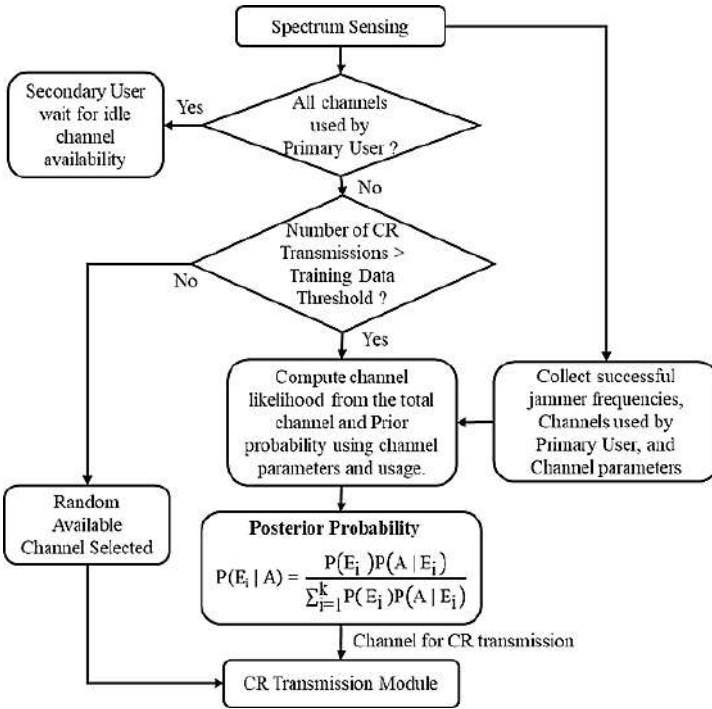 Spectrum Sensing
Secondary User
wait for idle
channel
availability
Yes
All channels
used by
Primary User ?
No
Number of CR
Transmissions >
Training Data
Threshold ?
No
Yes
Compute channel
likelihood from the total
channel and Prior
probability using channel
parameters and usage.
Collect successful
jammer frequencies,
Channels used by
Primary User, and
Channel parameters
Random
Available
Channel Selected
Posterior Probability
P(E_i | A) = \frac{P(E_i)P(A | E_i)}{\sum_{i=1}^{k} P(E_i)P(A | E_i)}
Channel for CR transmission
CR Transmission Module